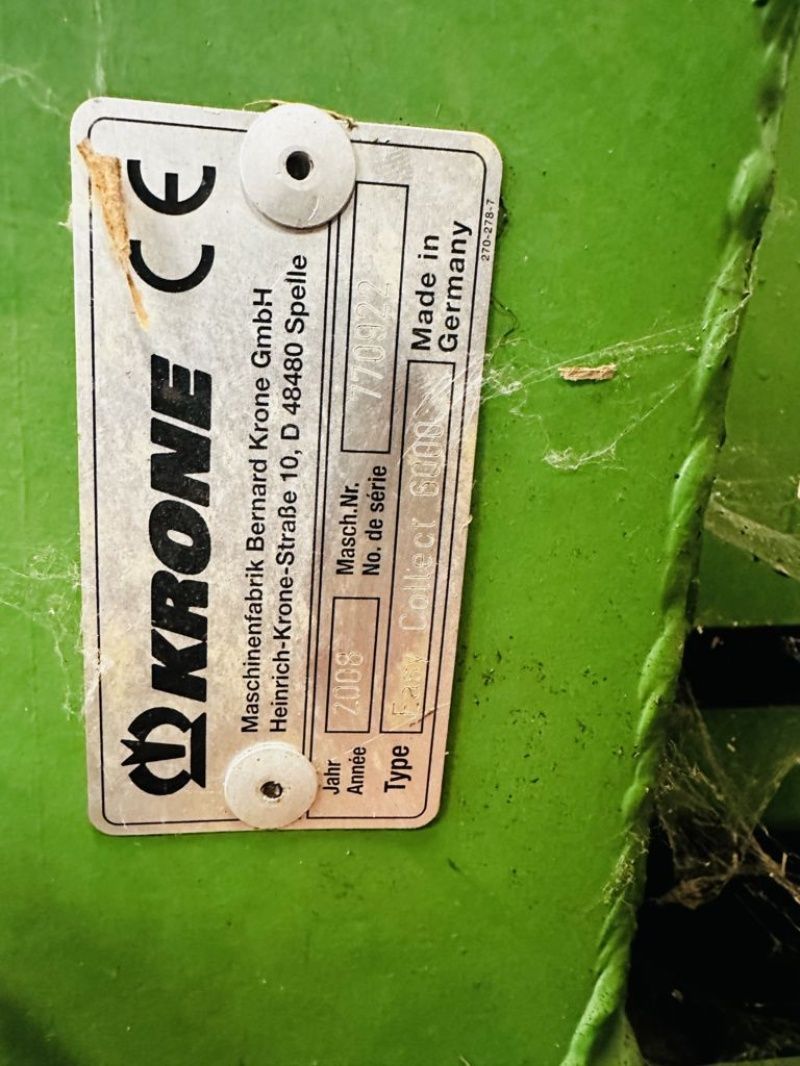 KRONE CE
Maschinenfabrik Bernard Krone GmbH
Heinrich-Krone-Straße 10, D 48480 Spelle
Jahr
Année
2008
Masch.Nr.
No. de série
770922
Type
Easy Collect 6000
Made in
Germany
270-278-7